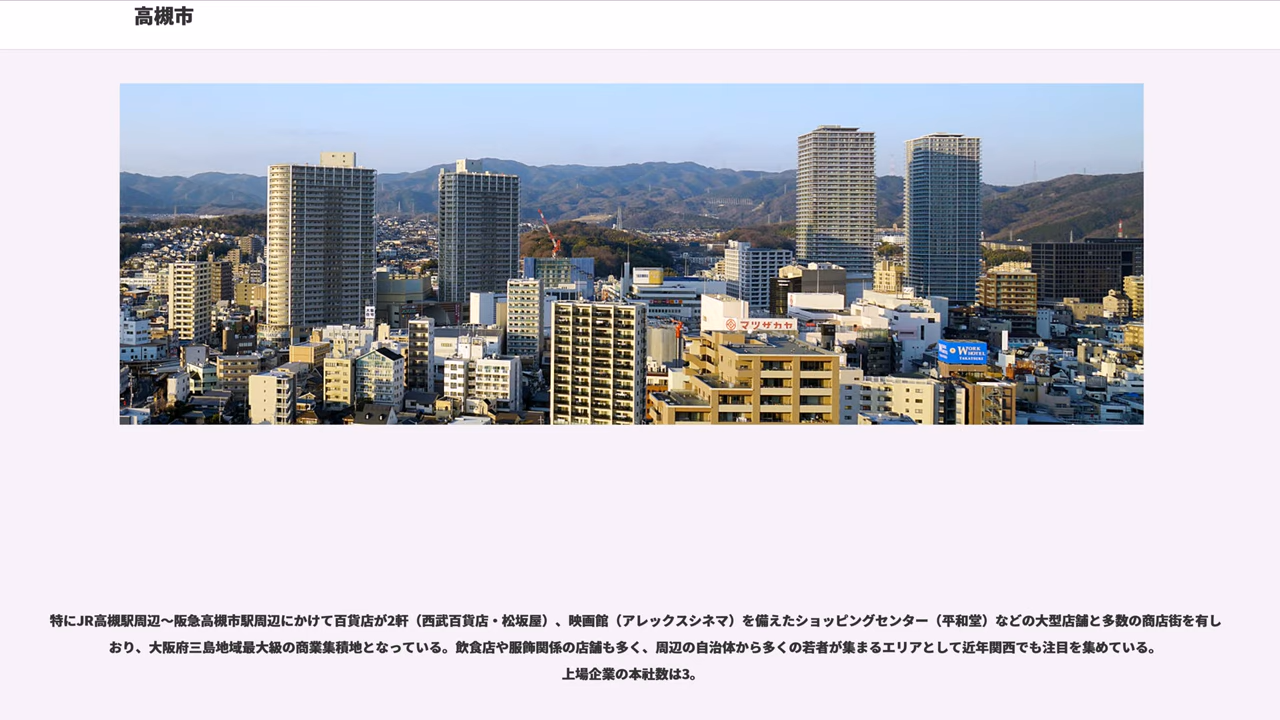 高槻市
マツザカヤ
WORK
HOTEL
TAKATSUKI
特にJR高槻駅周辺〜阪急高槻市駅周辺にかけて百貨店が2軒（西武百貨店・松坂屋）、映画館（アレックスシネマ）を備えたショッピングセンター（平和堂）などの大型店舗と多数の商店街を有し
おり、大阪府三島地域最大級の商業集積地となっている。飲食店や服飾関係の店舗も多く、周辺の自治体から多くの若者が集まるエリアとして近年関西でも注目を集めている。
上場企業の本社数は3。